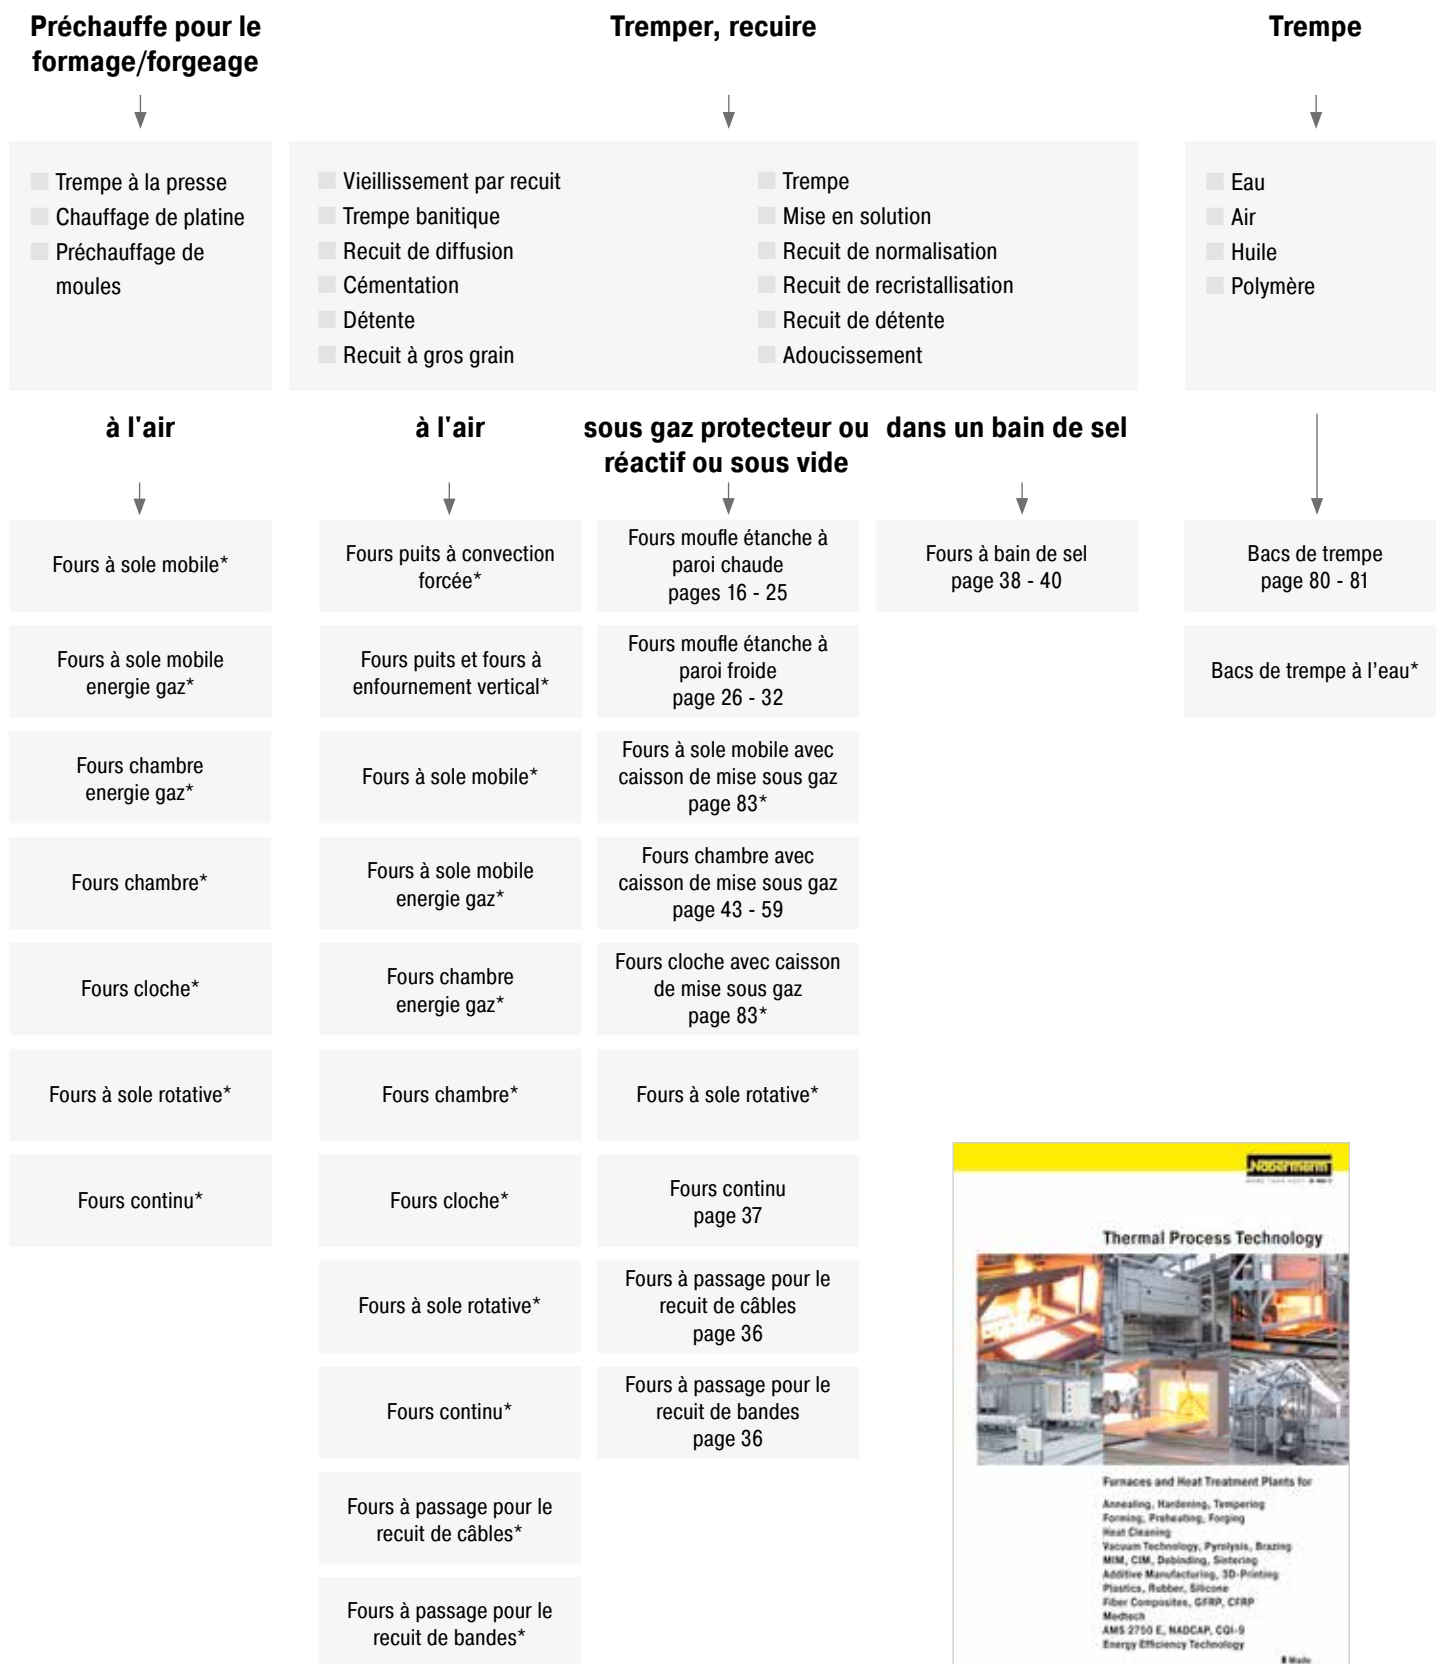 Préchauffe pour le
formage/forgeage
Trempe à la presse
Chauffage de platine
Préchauffage de
moules
à l'air
Fours à sole mobile*
Fours à sole mobile
energie gaz*
Fours chambre
energie gaz*
Fours chambre*
Fours cloche*
Fours à sole rotative*
Fours continu*
Tremper, recuire
Vieillissement par recuit
Trempe banitique
Recuit de diffusion
Cémentation
Détente
Recuit à gros grain
Trempe
Mise en solution
Recuit de normalisation
Recuit de recristallisation
Recuit de détente
Adoucissement
à l'air
Fours puits à convection
forcée*
Fours puits et fours à
enfournement vertical*
Fours à sole mobile*
Fours à sole mobile
energie gaz*
Fours chambre
energie gaz*
Fours chambre*
Fours cloche*
Fours à sole rotative*
Fours continu*
Fours à passage pour le
recuit de câbles*
Fours à passage pour le
recuit de bandes*
sous gaz protecteur ou
réactif ou sous vide
Fours moufle étanche à
paroi chaude
pages 16 - 25
Fours moufle étanche à
paroi froide
page 26 - 32
Fours à sole mobile avec
caisson de mise sous gaz
page 83*
Fours chambre avec
caisson de mise sous gaz
page 43 - 59
Fours cloche avec caisson
de mise sous gaz
page 83*
Fours à sole rotative*
Fours continu
page 37
Fours à passage pour le
recuit de câbles
page 36
Fours à passage pour le
recuit de bandes
page 36
dans un bain de sel
Fours à bain de sel
page 38 - 40
Trempe
Eau
Air
Huile
Polymère
Bacs de trempe
page 80 - 81
Bacs de trempe à l’eau*
Nabertherm
Thermal Process Technology
Furnaces and Heat Treatment Plants for
Annealing, Hardening, Tempering
Forming, Preheating, Forging
Heat Cleaning
Vacuum Technology, Pyrolysis, Brazing
MIM, CIM, Debinding, Sintering
Additive Manufacturing, 3D-Printing
Plastics, Rubber, Silicone
Fiber Composites, GFRP, CFRP
Medtech
AMS 2750 E, NADCAP, CQI-9
Energy Efficiency Technology
Made